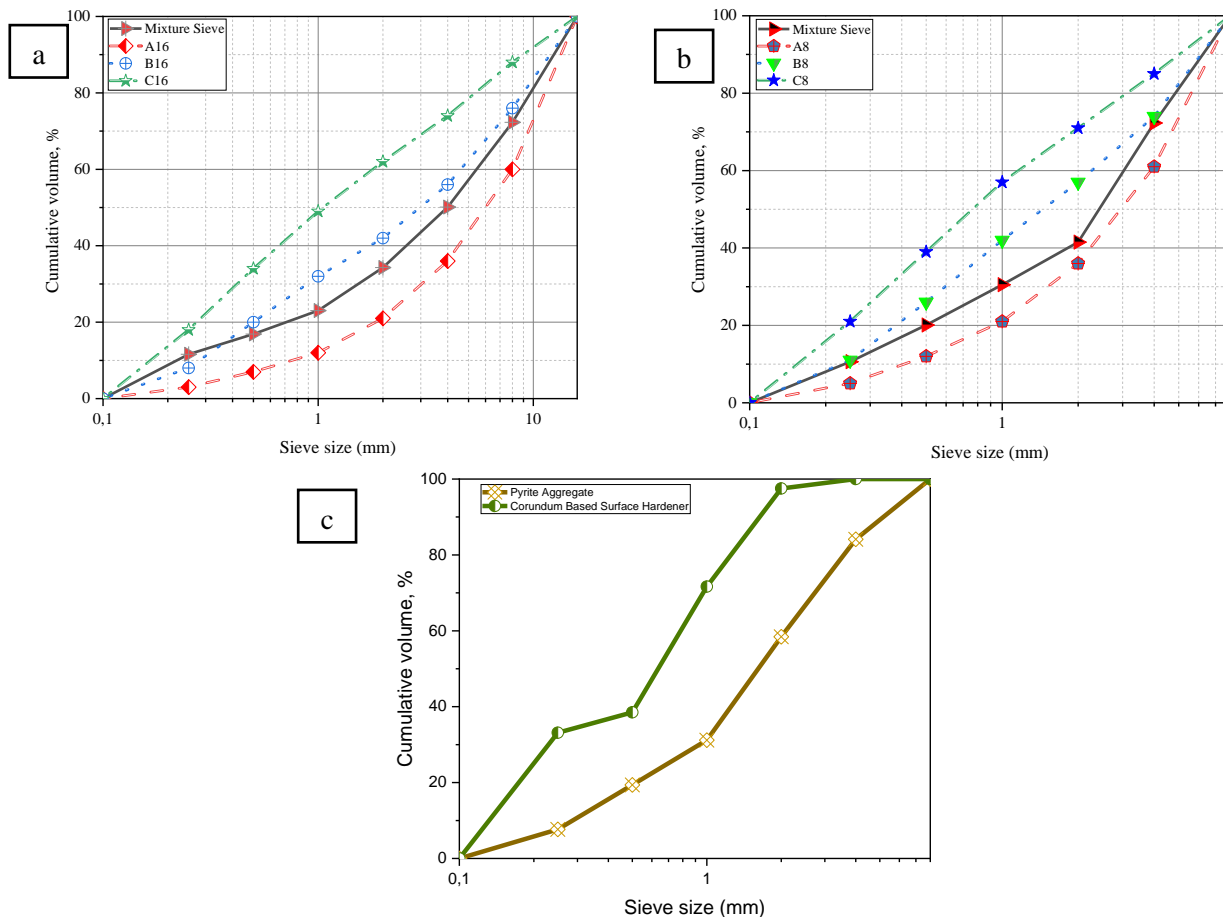 a
Mixture Sieve
A16
B16
C16
100
80
60
40
20
0
0,1
1
10
Cumulative volume, %
Sieve size (mm)
b
Mixture Sieve
A8
B8
C8
100
80
60
40
20
0
0,1
1
Cumulative volume, %
Sieve size (mm)
c
Pyrite Aggregate
Corundum Based Surface Hardener
100
80
60
40
20
0
0,1
1
Cumulative volume, %
Sieve size (mm)